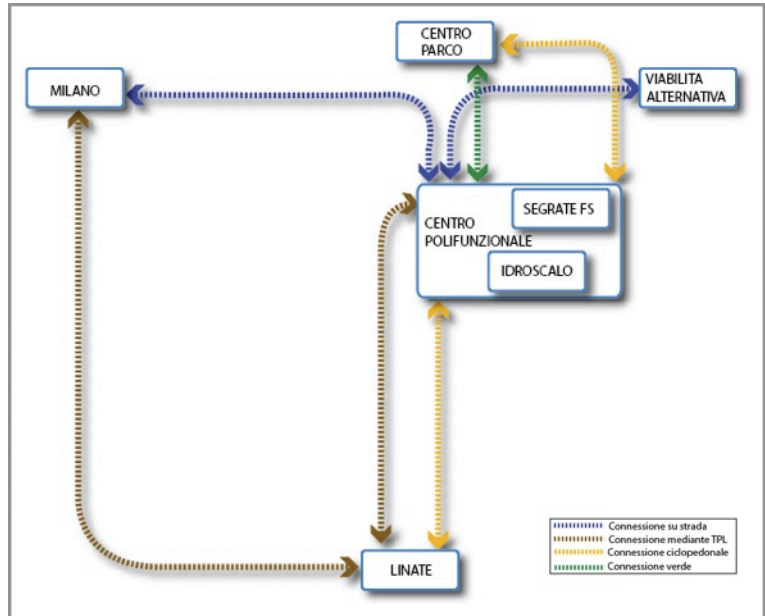 CENTRO
PARCO
MILANO
VIABILITA
ALTERNATIVA
SEGRATE FS
CENTRO
POLIFUNZIONALE
IDROSCALO
LINATE
Connessione su strada
Connessione mediante TPL
Connessione ciclopedonale
Connessione verde